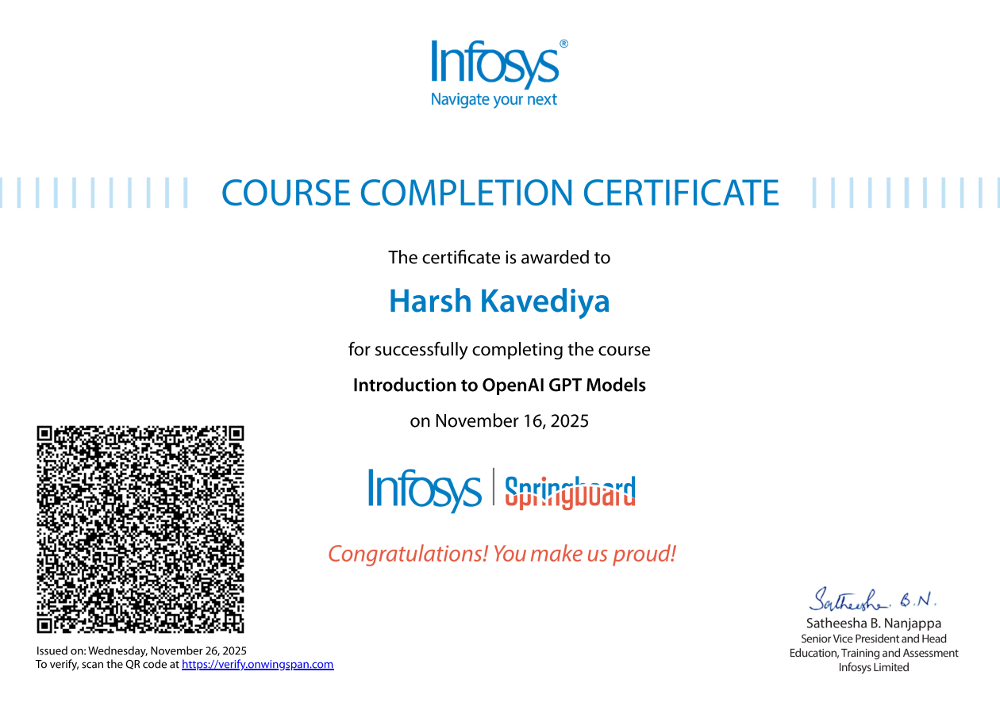 Infosys®
Navigate your next
COURSE COMPLETION CERTIFICATE
The certificate is awarded to
Harsh Kavediya
for successfully completing the course
Introduction to OpenAI GPT Models
on November 16, 2025
Infosys | Springboard
Congratulations! You make us proud!
Satheesha. B.N.
Satheesha B. Nanjappa
Senior Vice President and Head
Education, Training and Assessment
Infosys Limited
Issued on: Wednesday, November 26, 2025
To verify, scan the QR code at https://verify.onwingspan.com